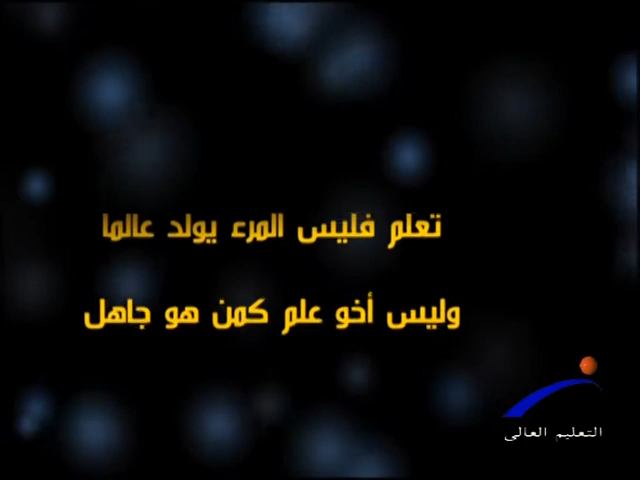 تعلم فليس المرء يولد عالما
وليس أخو علم كمن هو جاهل
التعليم العالي